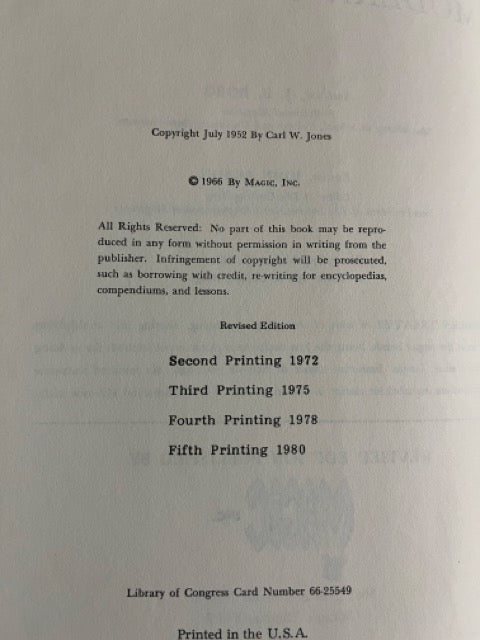 Copyright July 1952 By Carl W. Jones
© 1966 By Magic, Inc.
All Rights Reserved: No part of this book may be repro-
duced in any form without permission in writing from the
publisher. Infringement of copyright will be prosecuted,
such as borrowing with credit, re-writing for encyclopedias,
compendiums, and lessons.
Revised Edition
Second Printing 1972
Third Printing 1975
Fourth Printing 1978
Fifth Printing 1980
Library of Congress Card Number 66-25549
Printed in the U.S.A.